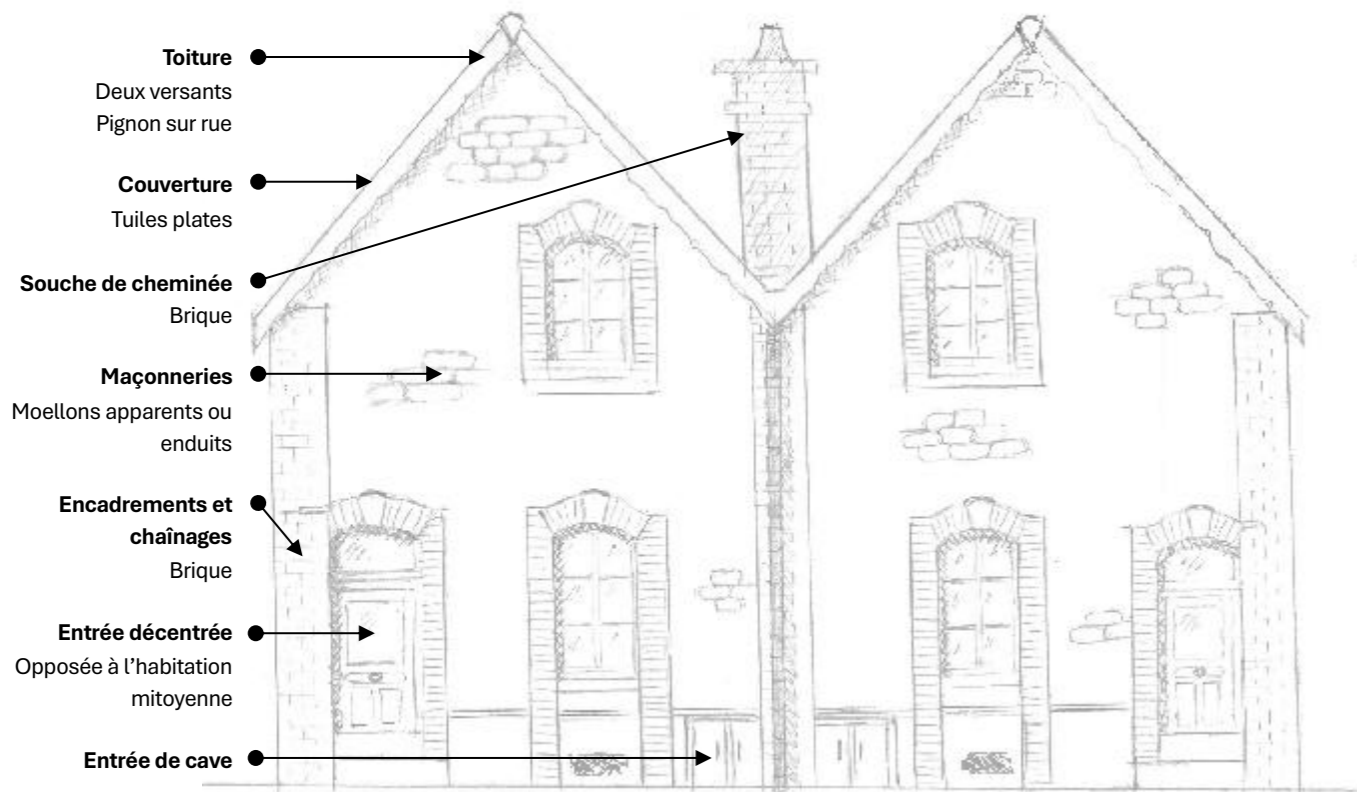 Toiture
Deux versants
Pignon sur rue
Couverture
Tuiles plates
Souche de cheminée
Brique
Maçonneries
Moellons apparents ou
enduits
Encadrements et
chaînages
Brique
Entrée décentrée
Opposée à l’habitation
mitoyenne
Entrée de cave